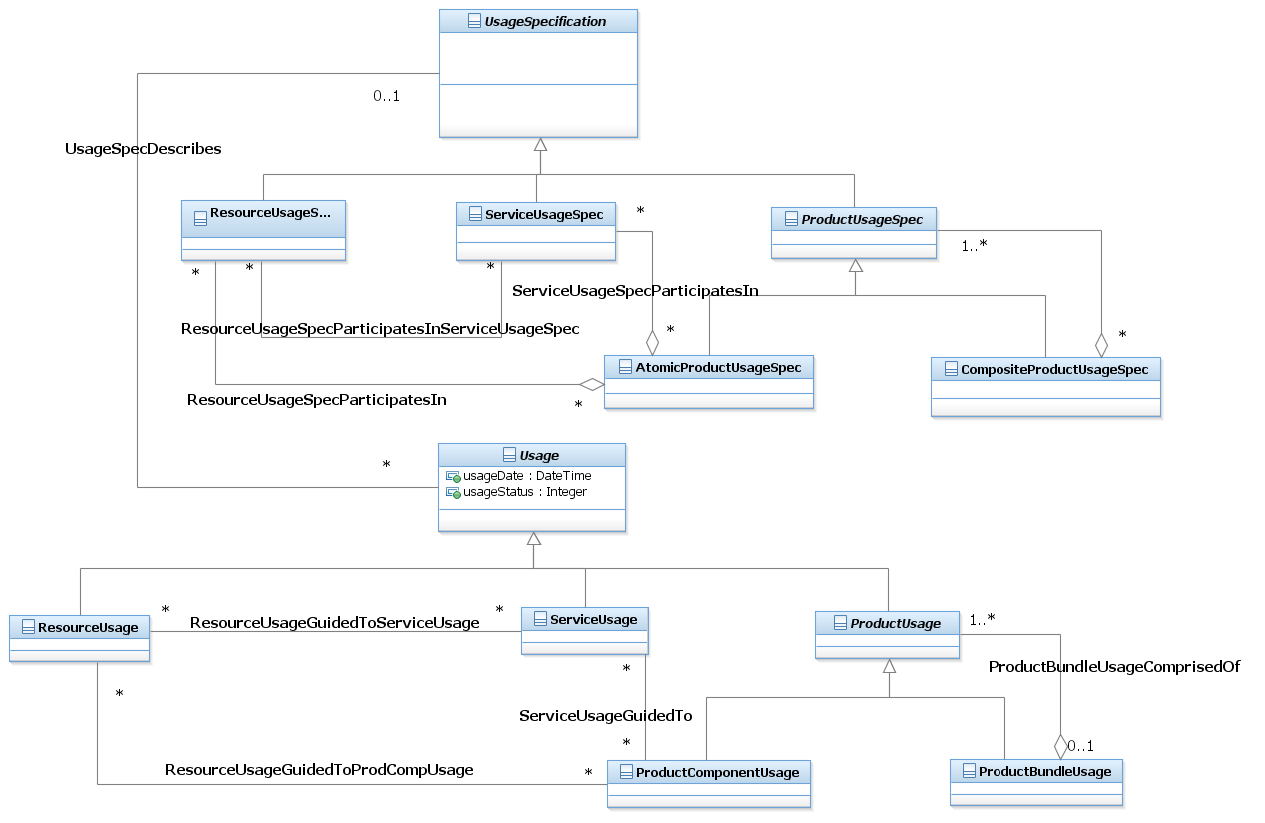 UsageSpecification
0..1
UsageSpecDescribes
ResourceUsageS...
ServiceUsageSpec
*
ProductUsageSpec
1..*
*
*
*
ServiceUsageSpecParticipatesIn
ResourceUsageSpecParticipatesInServiceUsageSpec
*
*
AtomicProductUsageSpec
CompositeProductUsageSpec
ResourceUsageSpecParticipatesIn
*
Usage
*
usageDate : DateTime
usageStatus : Integer
ResourceUsage
*
ResourceUsageGuidedToServiceUsage
*
ServiceUsage
ProductUsage
1..*
*
ProductBundleUsageComprisedOf
*
ServiceUsageGuidedTo
*
0..1
ResourceUsageGuidedToProdCompUsage
*
ProductComponentUsage
ProductBundleUsage